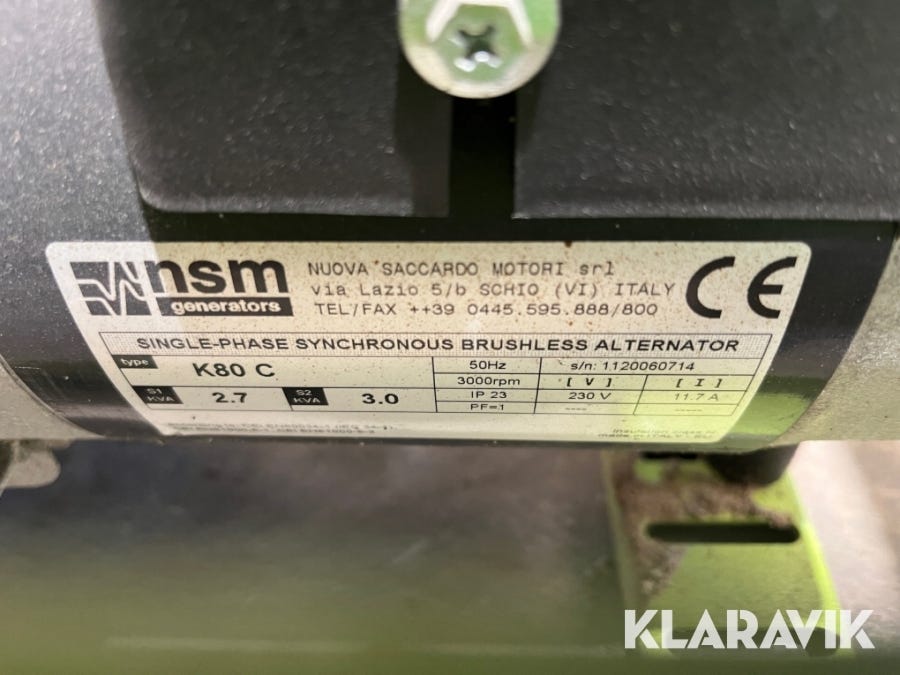 nsm
generators
NUOVA SACCARDO MOTORI srl
via Lazio 5/b SCHIO (VI) ITALY
TEL/FAX ++39 0445.595.888/800
CE
SINGLE-PHASE SYNCHRONOUS BRUSHLESS ALTERNATOR
type K80 C 50Hz s/n: 1120060714
3000rpm [ V ] [ I ]
S1 KVA 2.7 S2 KVA 3.0 IP 23 230 V 11.7 A
PF=1 ---- ----
KLARAVIK